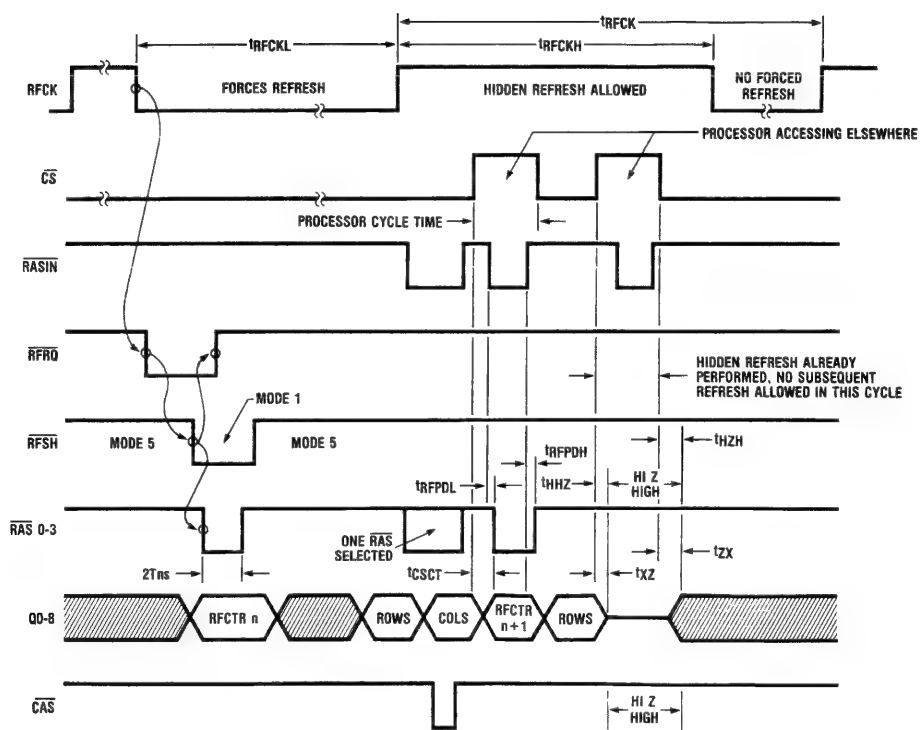 tRFCK
tRFCKL
tRFCKH
RFCK
FORCES REFRESH
HIDDEN REFRESH ALLOWED
NO FORCED
REFRESH
PROCESSOR ACCESSING ELSEWHERE
CS
PROCESSOR CYCLE TIME
RASIN
RFRQ
HIDDEN REFRESH ALREADY
PERFORMED, NO SUBSEQUENT
REFRESH ALLOWED IN THIS CYCLE
MODE 1
RFSH
MODE 5
MODE 5
tRFPDH
tHZH
tRFPDL
tHHZ
HI Z
HIGH
RAS 0-3
ONE RAS
SELECTED
2Tns
tCSCT
tXZ
tZX
Q0-8
RFCTR n
ROWS
COLS
RFCTR
n+1
ROWS
CAS
HI Z
HIGH